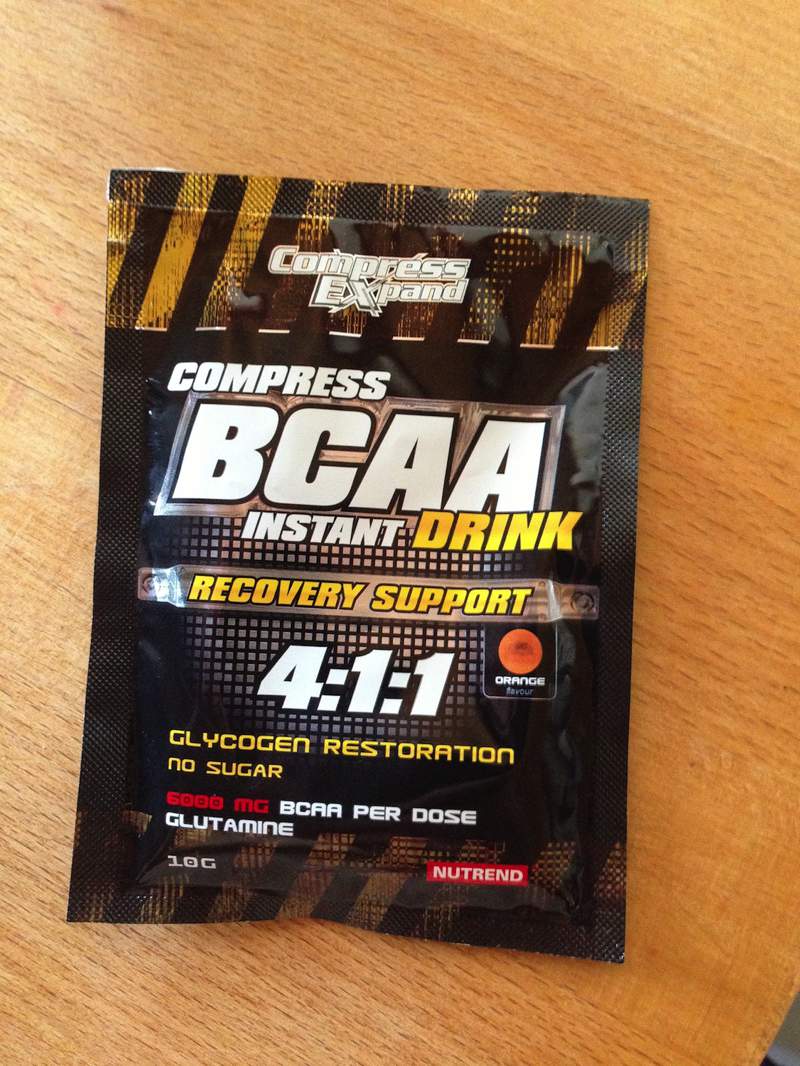 Compress
Expand
COMPRESS
BCAA
INSTANT DRINK
RECOVERY SUPPORT
4:1:1
ORANGE
flavour
GLYCOGEN RESTORATION
NO SUGAR
6000 MG BCAA PER DOSE
GLUTAMINE
10G
NUTREND